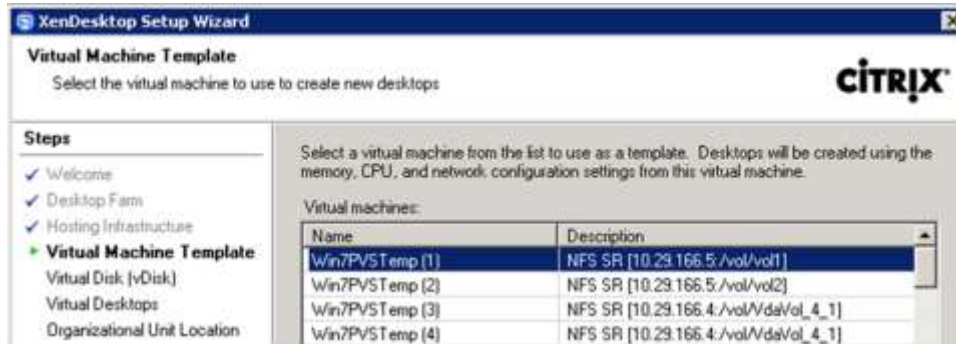 XenDesktop Setup Wizard
Virtual Machine Template
Select the virtual machine to use to create new desktops
CİTRIX
Steps
Welcome
Desktop Farm
Hosting Infrastructure
Virtual Machine Template
Virtual Disk (vDisk)
Virtual Desktops
Organizational Unit Location
Select a virtual machine from the list to use as a template. Desktops will be created using the
memory, CPU, and network configuration settings from this virtual machine.
Virtual machines:
Name Description
Win7PVSTemp (1) NFS SR [10.29.166.5:/vol/vol1]
Win7PVSTemp (2) NFS SR [10.29.166.5:/vol/vol2]
Win7PVSTemp (3) NFS SR [10.29.166.4:/vol/VdaVol_4_1]
Win7PVSTemp (4) NFS SR [10.29.166.4:/vol/VdaVol_4_1]